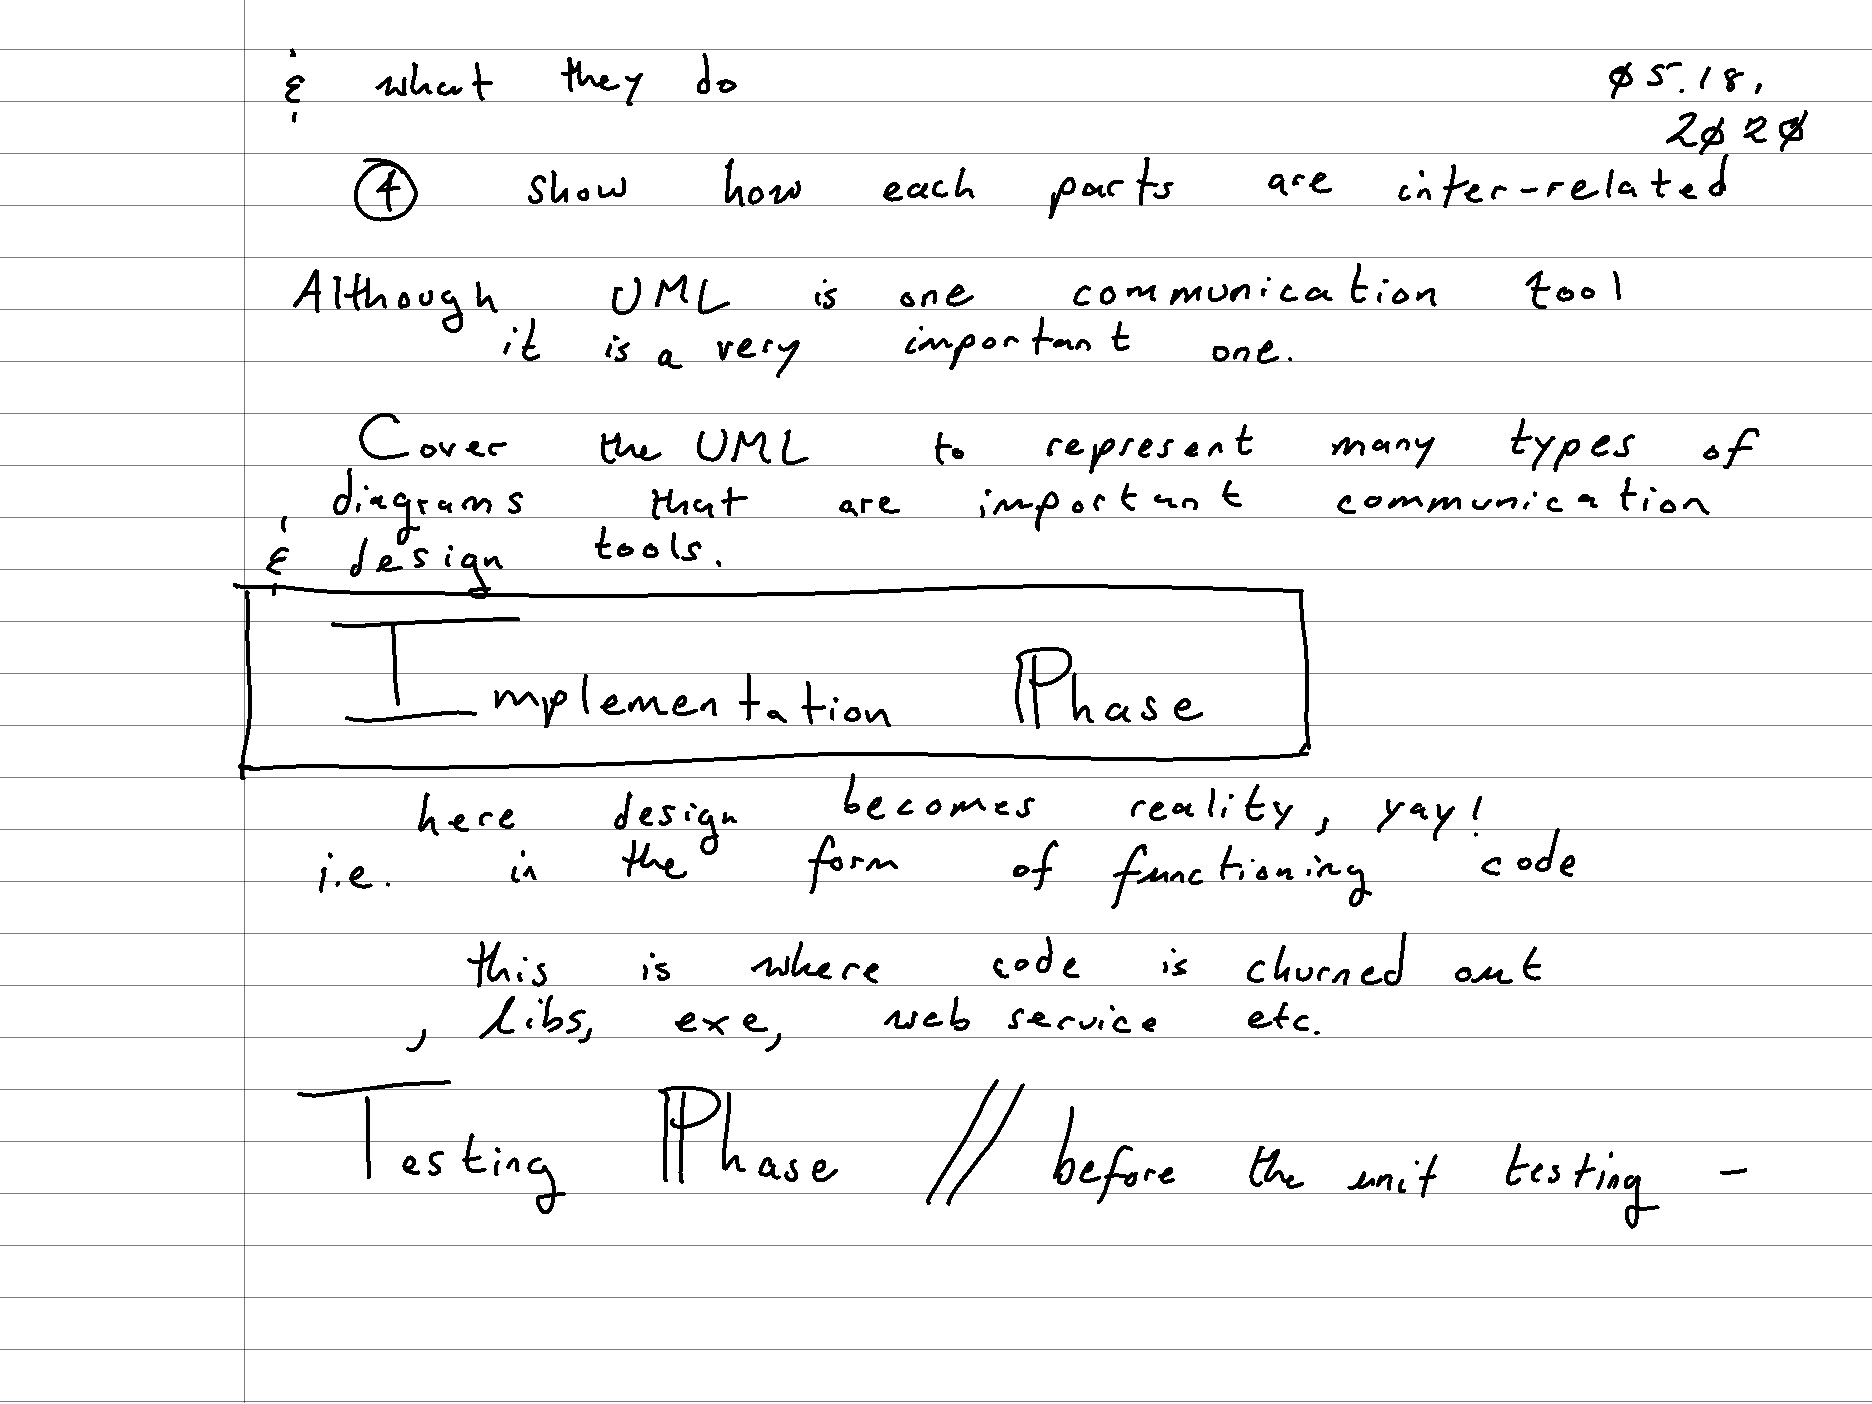 & what they do
05.18,
2020
④ show how each parts are inter-related
Although UML is one communication tool
it is a very important one.
Cover the UML to represent many types of
diagrams that are important communication
& design tools.
Implementation Phase
here design becomes reality, yay!
i.e. in the form of functioning code
this is where code is churned out
, libs, exe, web service etc.
Testing Phase // before the unit testing -